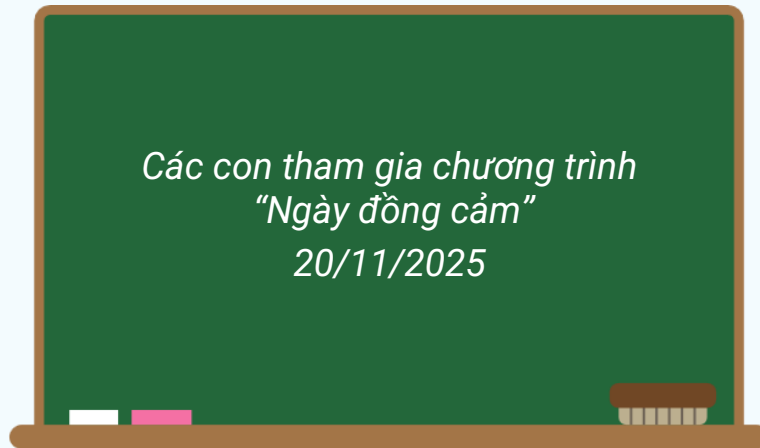 Các con tham gia chương trình
“Ngày đồng cảm”
20/11/2025